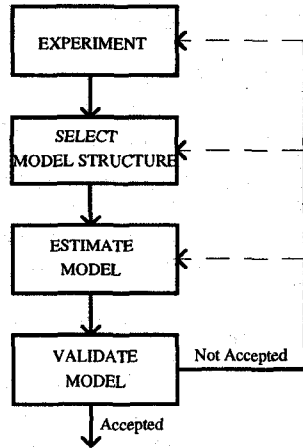 EXPERIMENT
SELECT
MODEL STRUCTURE
ESTIMATE
MODEL
VALIDATE
MODEL
Not Accepted
Accepted